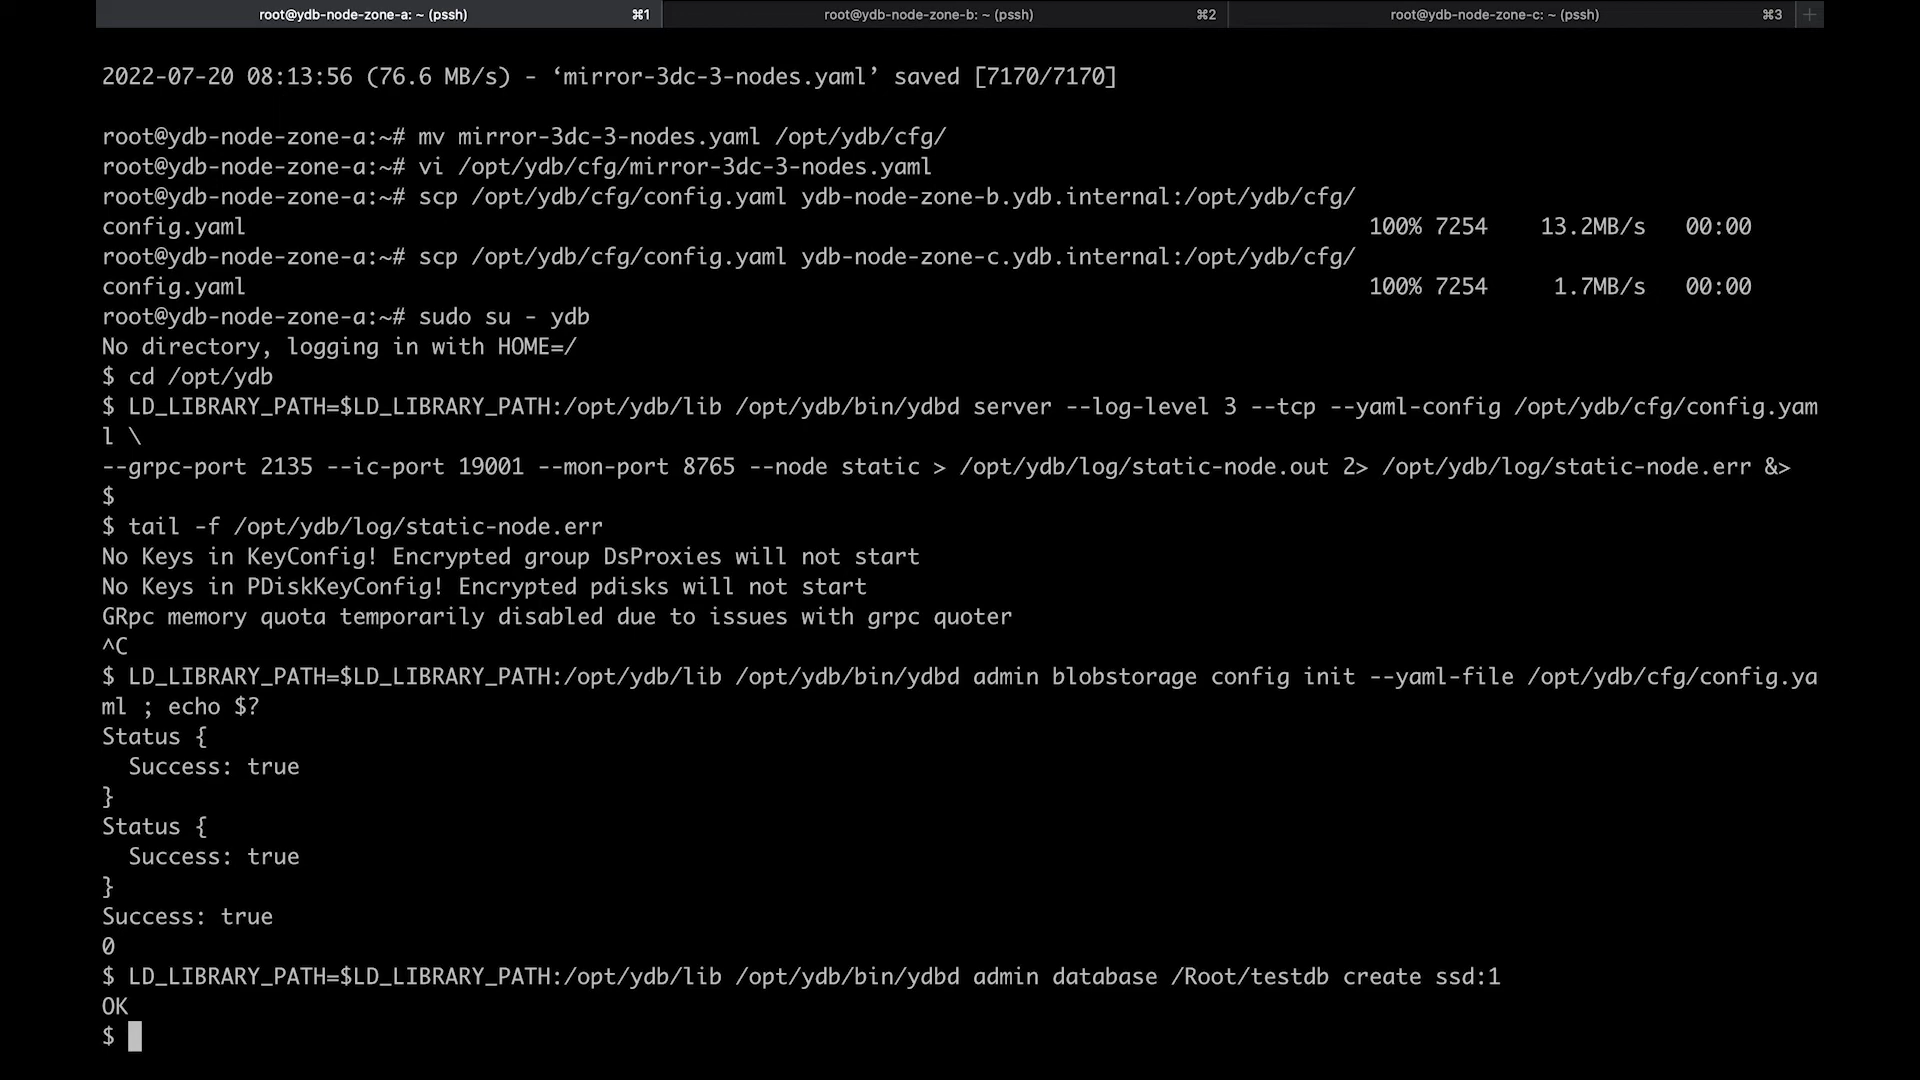 root@ydb-node-zone-a: ~ (pssh) ⌘1 root@ydb-node-zone-b: ~ (pssh) ⌘2 root@ydb-node-zone-c: ~ (pssh) ⌘3 +
2022-07-20 08:13:56 (76.6 MB/s) - ‘mirror-3dc-3-nodes.yaml’ saved [7170/7170]
root@ydb-node-zone-a:~# mv mirror-3dc-3-nodes.yaml /opt/ydb/cfg/
root@ydb-node-zone-a:~# vi /opt/ydb/cfg/mirror-3dc-3-nodes.yaml
root@ydb-node-zone-a:~# scp /opt/ydb/cfg/config.yaml ydb-node-zone-b.ydb.internal:/opt/ydb/cfg/
config.yaml 100% 7254 13.2MB/s 00:00
root@ydb-node-zone-a:~# scp /opt/ydb/cfg/config.yaml ydb-node-zone-c.ydb.internal:/opt/ydb/cfg/
config.yaml 100% 7254 1.7MB/s 00:00
root@ydb-node-zone-a:~# sudo su - ydb
No directory, logging in with HOME=/
$ cd /opt/ydb
$ LD_LIBRARY_PATH=$LD_LIBRARY_PATH:/opt/ydb/lib /opt/ydb/bin/ydbd server --log-level 3 --tcp --yaml-config /opt/ydb/cfg/config.yam
l \
--grpc-port 2135 --ic-port 19001 --mon-port 8765 --node static > /opt/ydb/log/static-node.out 2> /opt/ydb/log/static-node.err &>
$
$ tail -f /opt/ydb/log/static-node.err
No Keys in KeyConfig! Encrypted group DsProxies will not start
No Keys in PDiskKeyConfig! Encrypted pdisks will not start
GRpc memory quota temporarily disabled due to issues with grpc quoter
^C
$ LD_LIBRARY_PATH=$LD_LIBRARY_PATH:/opt/ydb/lib /opt/ydb/bin/ydbd admin blobstorage config init --yaml-file /opt/ydb/cfg/config.ya
ml ; echo $?
Status {
  Success: true
}
Status {
  Success: true
}
Success: true
0
$ LD_LIBRARY_PATH=$LD_LIBRARY_PATH:/opt/ydb/lib /opt/ydb/bin/ydbd admin database /Root/testdb create ssd:1
OK
$